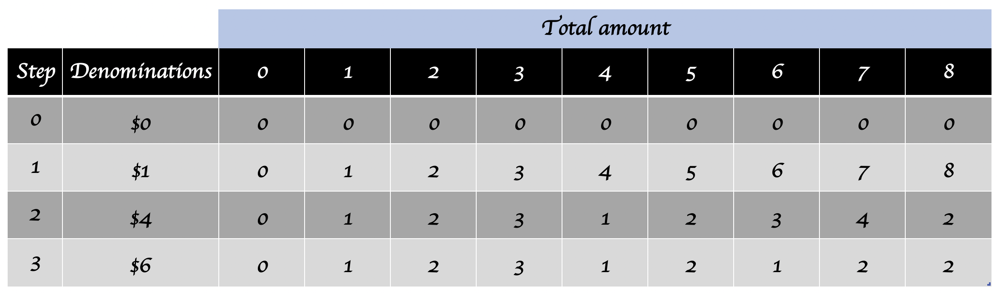 Total amount
Step Denominations 0 1 2 3 4 5 6 7 8
0 $0 0 0 0 0 0 0 0 0 0
1 $1 0 1 2 3 4 5 6 7 8
2 $4 0 1 2 3 1 2 3 4 2
3 $6 0 1 2 3 1 2 1 2 2